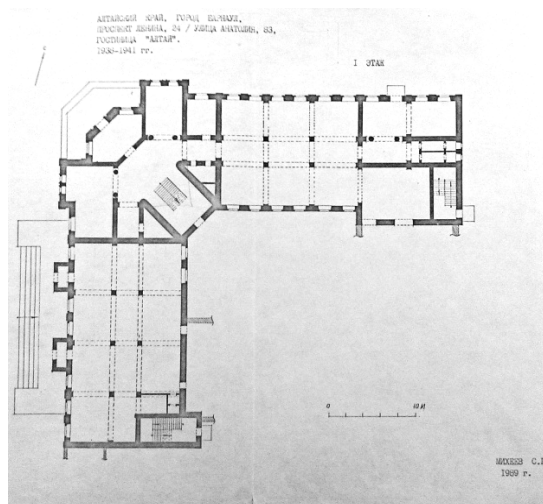 АЛТАЙСКИЙ КРАЙ, ГОРОД БАРНАУЛ,
ПРОСПЕКТ ЛЕНИНА, 24 / УЛИЦА АНАТОЛИЯ, 83,
ГОСТИНИЦА "АЛТАЙ".
1938-1941 гг.
I ЭТАЖ
0 10 М
МИХЕЕВ С.
1989 г.